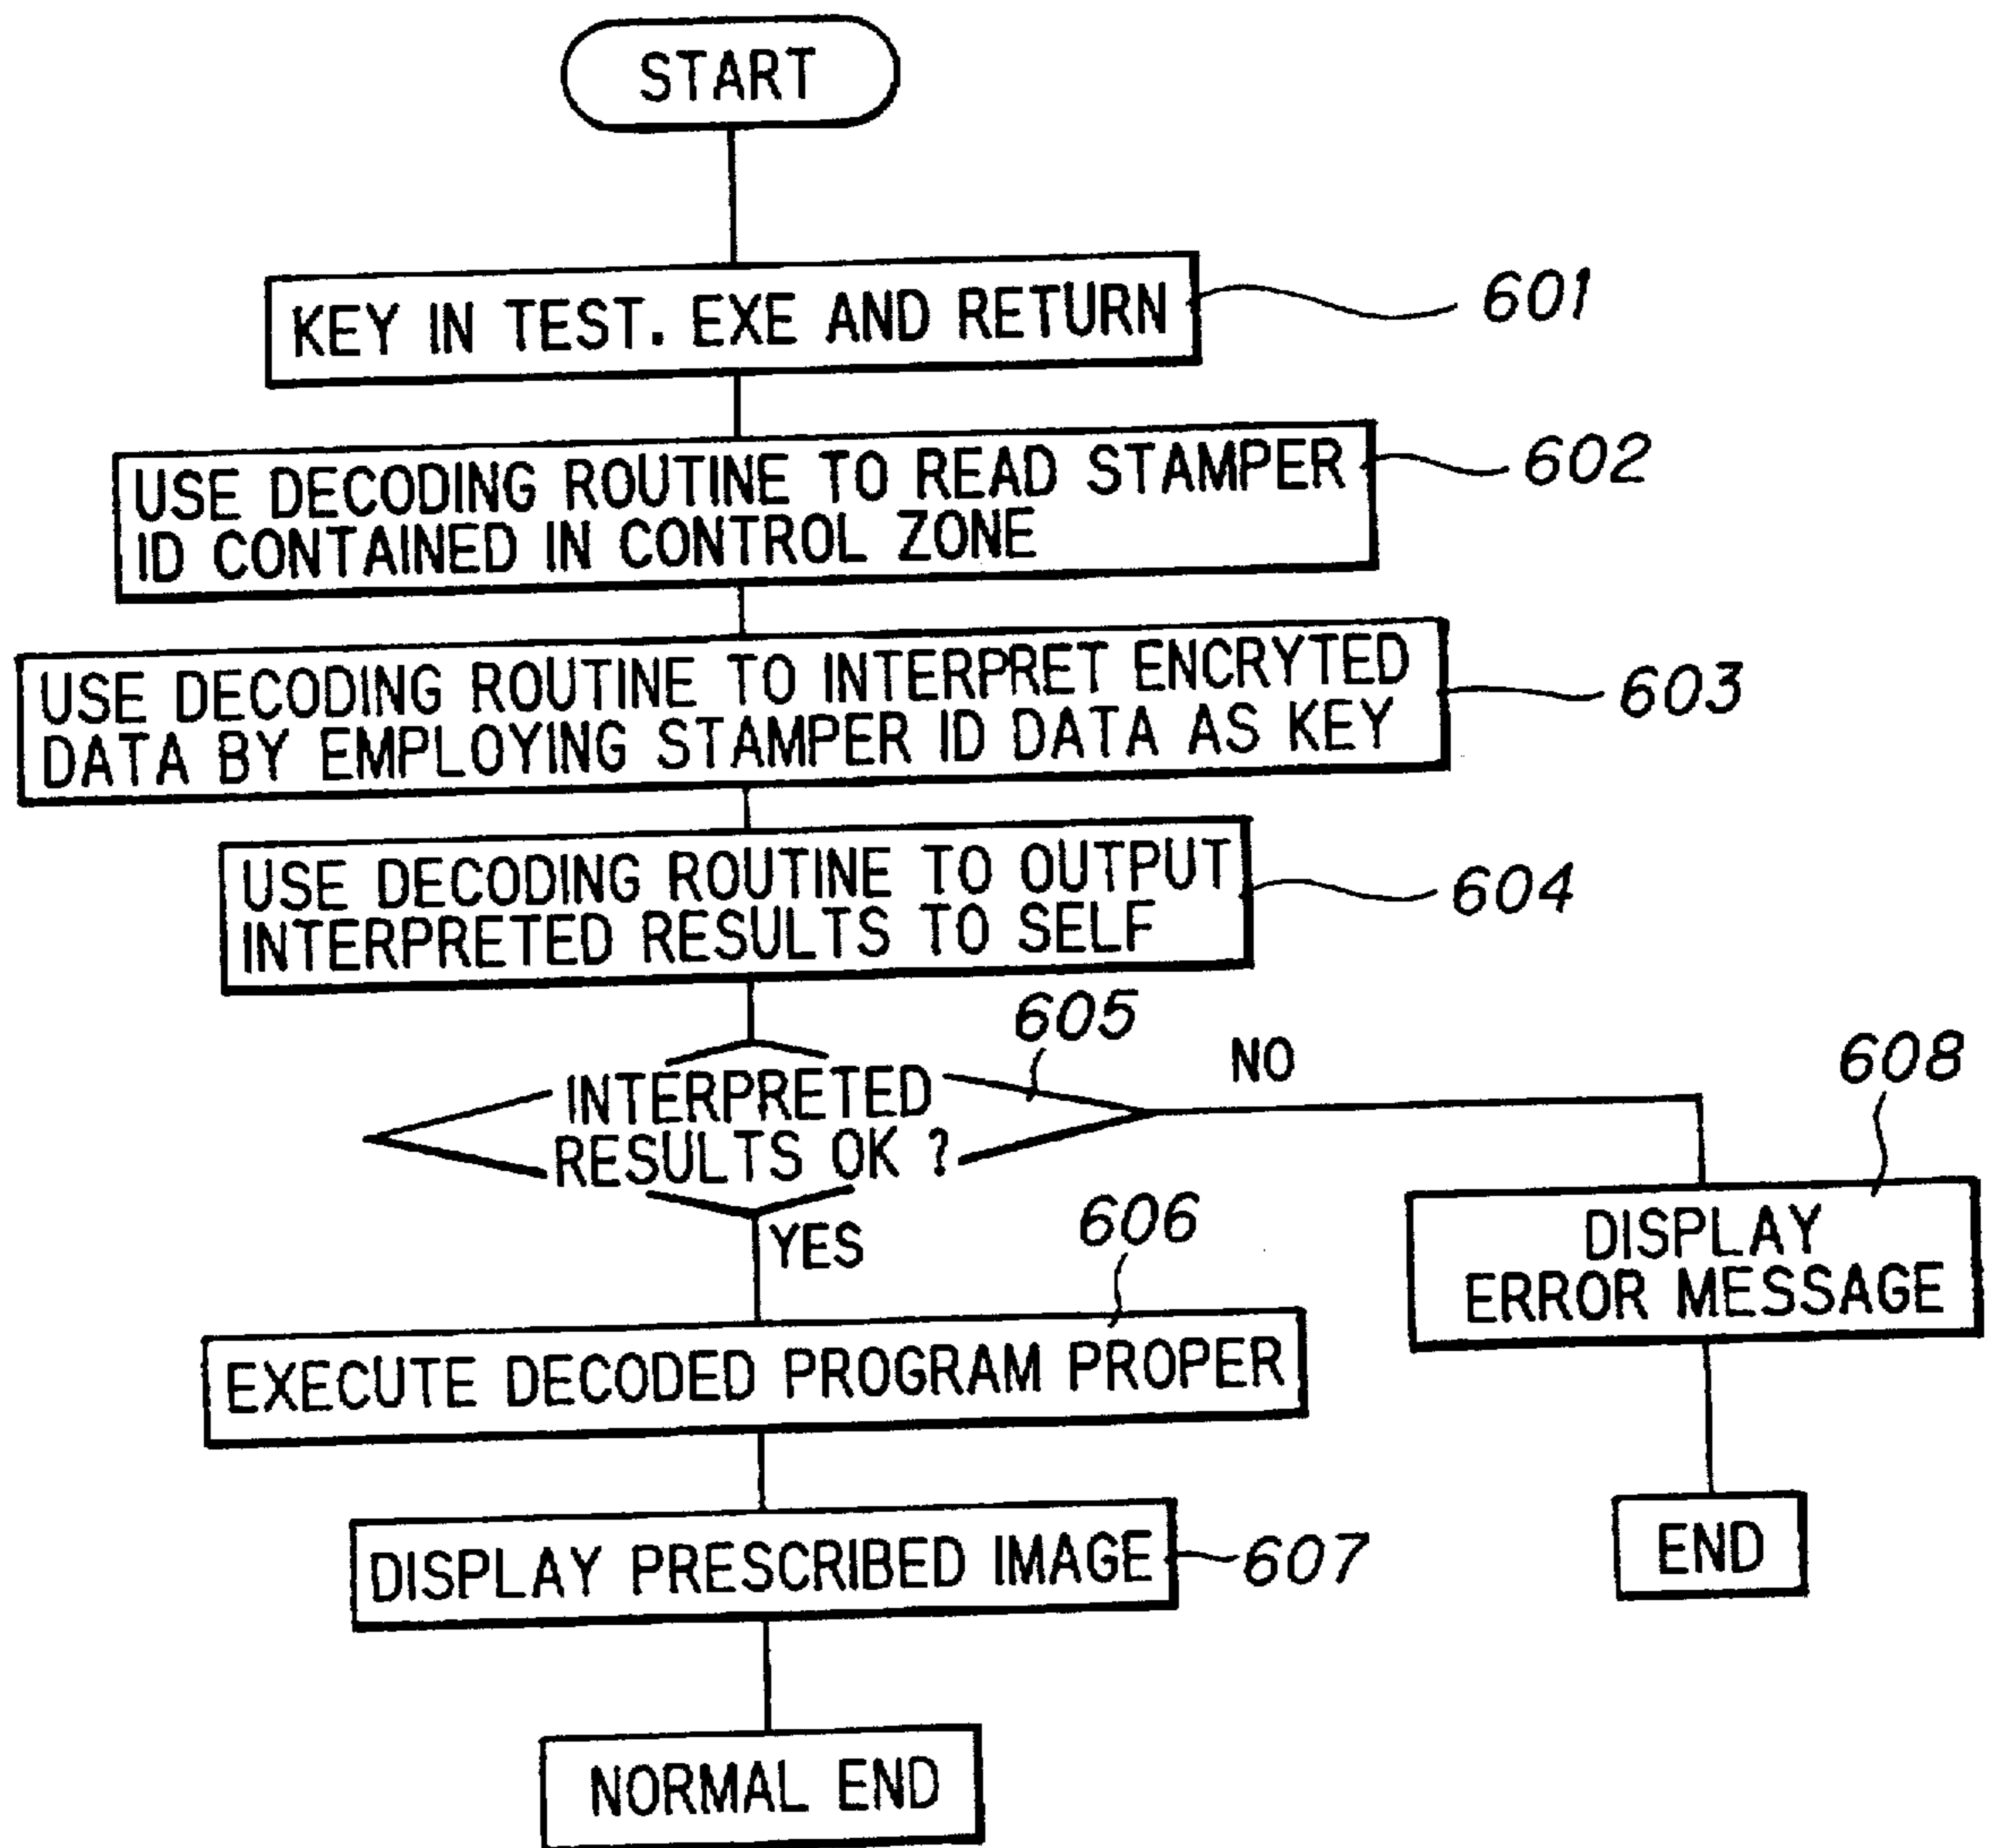 START
KEY IN TEST. EXE AND RETURN
601
USE DECODING ROUTINE TO READ STAMPER
ID CONTAINED IN CONTROL ZONE
602
USE DECODING ROUTINE TO INTERPRET ENCRYTED
DATA BY EMPLOYING STAMPER ID DATA AS KEY
603
USE DECODING ROUTINE TO OUTPUT
INTERPRETED RESULTS TO SELF
604
605
INTERPRETED
RESULTS OK ?
NO
YES
608
DISPLAY
ERROR MESSAGE
END
606
EXECUTE DECODED PROGRAM PROPER
DISPLAY PRESCRIBED IMAGE
607
NORMAL END